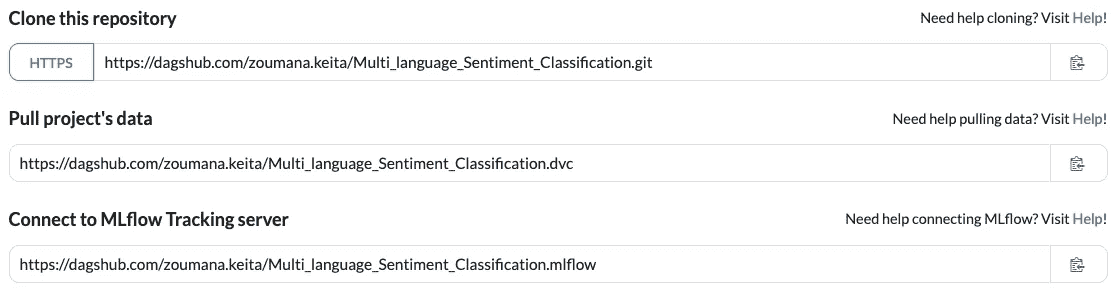 Clone this repository
Need help cloning? Visit Help!
HTTPS
https://dagshub.com/zoumana.keita/Multi_language_Sentiment_Classification.git
Pull project's data
Need help pulling data? Visit Help!
https://dagshub.com/zoumana.keita/Multi_language_Sentiment_Classification.dvc
Connect to MLflow Tracking server
Need help connecting MLflow? Visit Help!
https://dagshub.com/zoumana.keita/Multi_language_Sentiment_Classification.mlflow